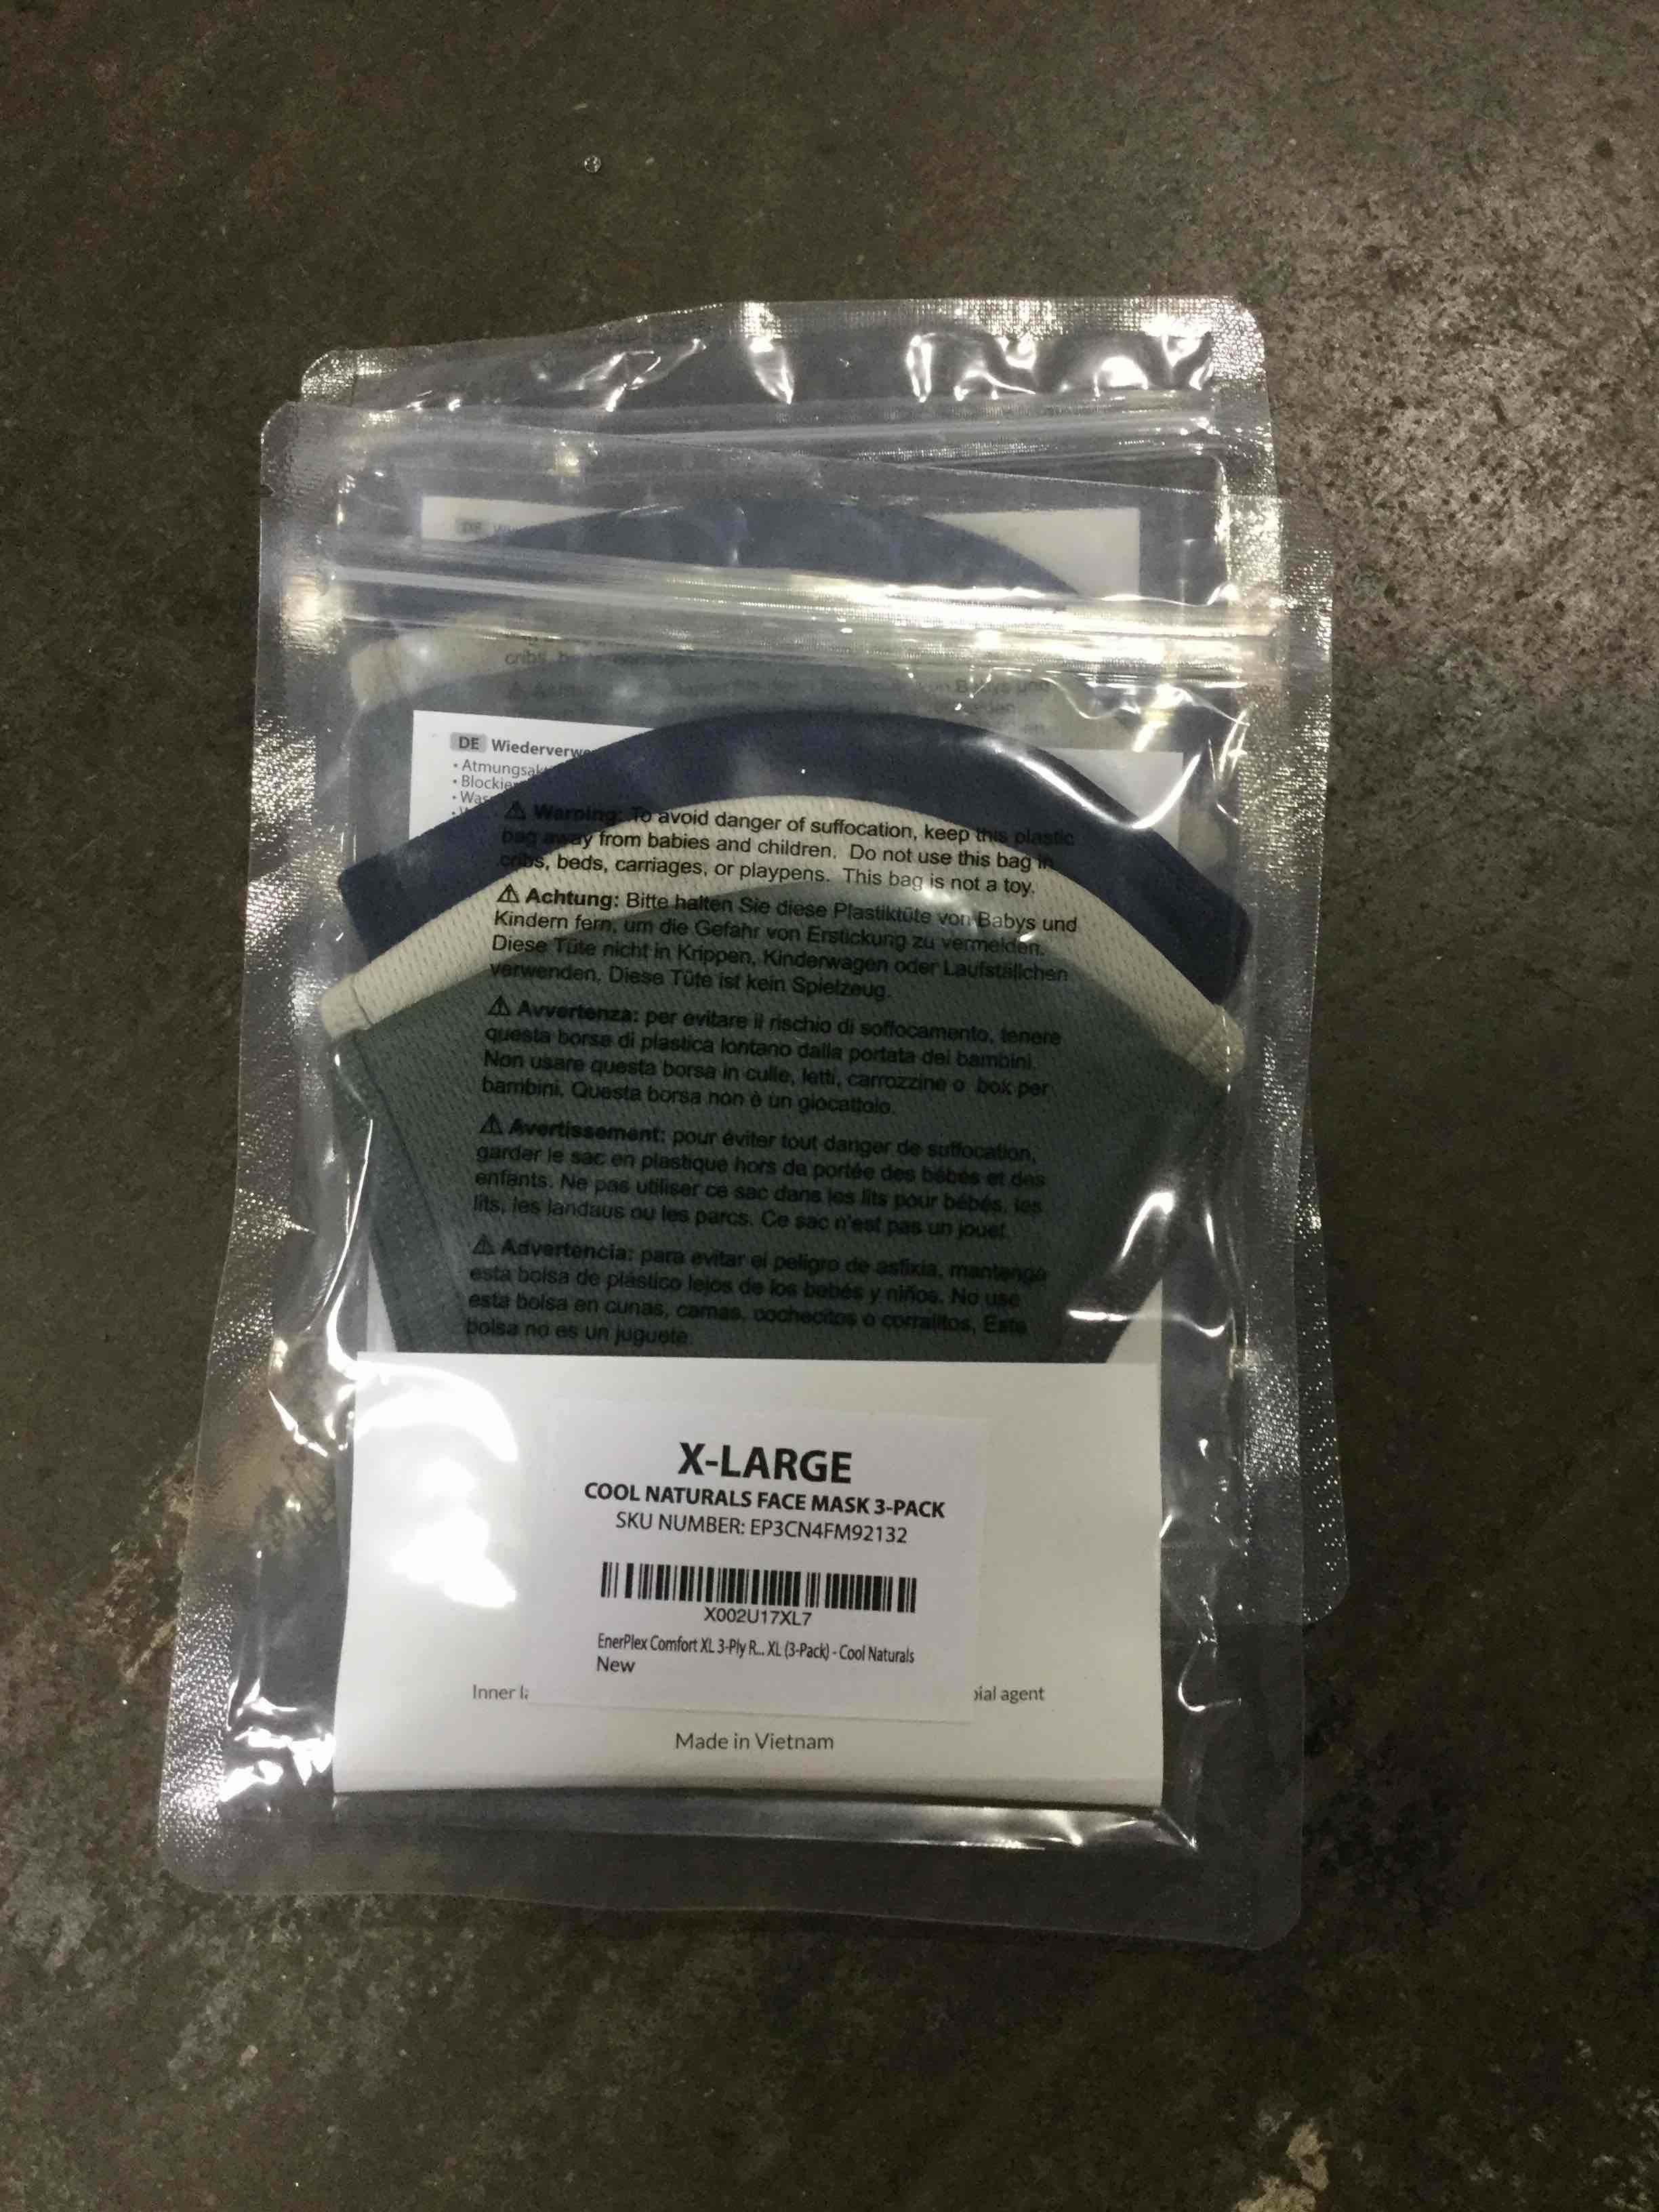 DE
cribs, b
DE Wiederverwe
• Atmungsak
• Blockie
• Was
⚠ Warning: To avoid danger of suffocation, keep this plastic
bag away from babies and children. Do not use this bag in
cribs, beds, carriages, or playpens. This bag is not a toy.
⚠ Achtung: Bitte halten Sie diese Plastiktüte von Babys und
Kindern fern, um die Gefahr von Erstickung zu vermeiden.
Diese Tüte nicht in Krippen, Kinderwagen oder Laufställchen
verwenden. Diese Tüte ist kein Spielzeug.
⚠ Avvertenza: per evitare il rischio di soffocamento, tenere
questa borsa di plastica lontano dalla portata dei bambini.
Non usare questa borsa in culle, letti, carrozzine o box per
bambini. Questa borsa non è un giocattolo.
⚠ Avertissement: pour éviter tout danger de suffocation,
garder le sac en plastique hors de portée des bébés et des
enfants. Ne pas utiliser ce sac dans les lits pour bébés, les
lits, les landaus ou les parcs. Ce sac n'est pas un jouet.
⚠ Advertencia: para evitar el peligro de asfixia, mantenga
esta bolsa de plástico lejos de los bebés y niños. No use
esta bolsa en cunas, camas, cochecitos o corralitos, Esta
bolsa no es un juguete.
X-LARGE
COOL NATURALS FACE MASK 3-PACK
SKU NUMBER: EP3CN4FM92132
X002U17XL7
EnerPlex Comfort XL 3-Ply R... XL (3-Pack) - Cool Naturals
New
Inner la ial agent
Made in Vietnam